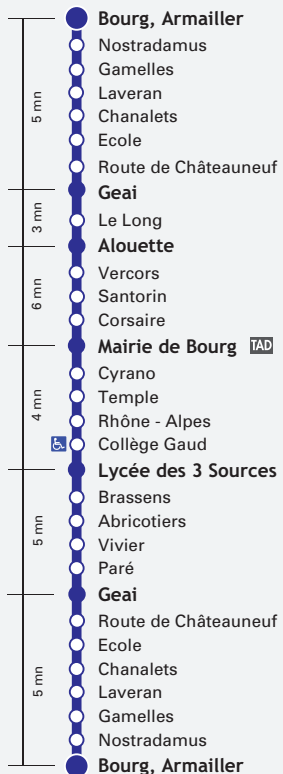 Bourg, Armailler
Nostradamus
Gamelles
Laveran
Chanalets
Ecole
Route de Châteauneuf
5 mn
Geai
Le Long
3 mn
Alouette
Vercors
Santorin
Corsaire
6 mn
Mairie de Bourg TAD
Cyrano
Temple
Rhône - Alpes
Collège Gaud
4 mn
Lycée des 3 Sources
Brassens
Abricotiers
Vivier
Paré
5 mn
Geai
Route de Châteauneuf
Ecole
Chanalets
Laveran
Gamelles
Nostradamus
5 mn
Bourg, Armailler